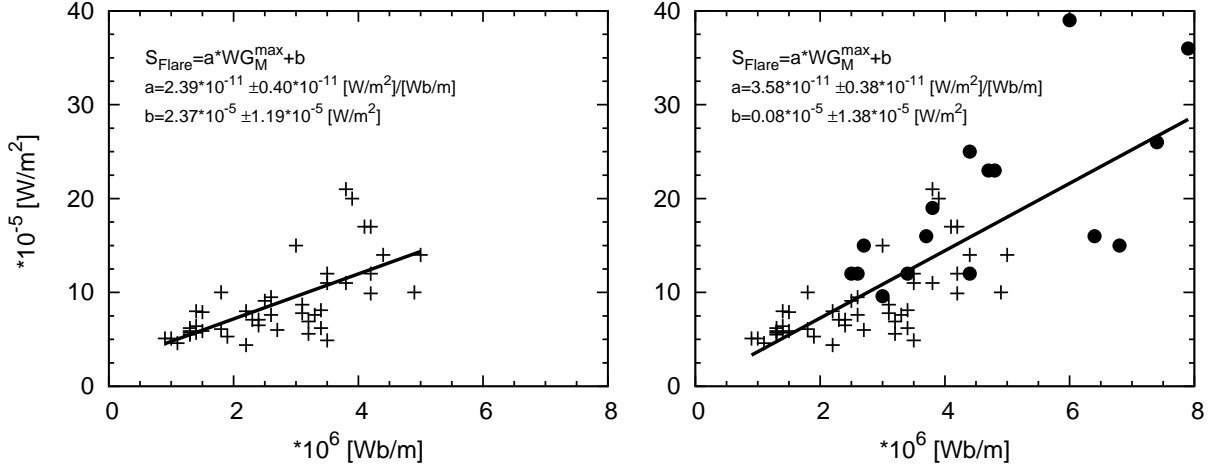 40
30
20
10
0
*10^-5 [W/m^2]
S_Flare=a*WG_M^max+b
a=2.39*10^-11 ±0.40*10^-11 [W/m^2]/[Wb/m]
b=2.37*10^-5 ±1.19*10^-5 [W/m^2]
0 2 4 6 8
*10^6 [Wb/m]
40
30
20
10
0
S_Flare=a*WG_M^max+b
a=3.58*10^-11 ±0.38*10^-11 [W/m^2]/[Wb/m]
b=0.08*10^-5 ±1.38*10^-5 [W/m^2]
0 2 4 6 8
*10^6 [Wb/m]